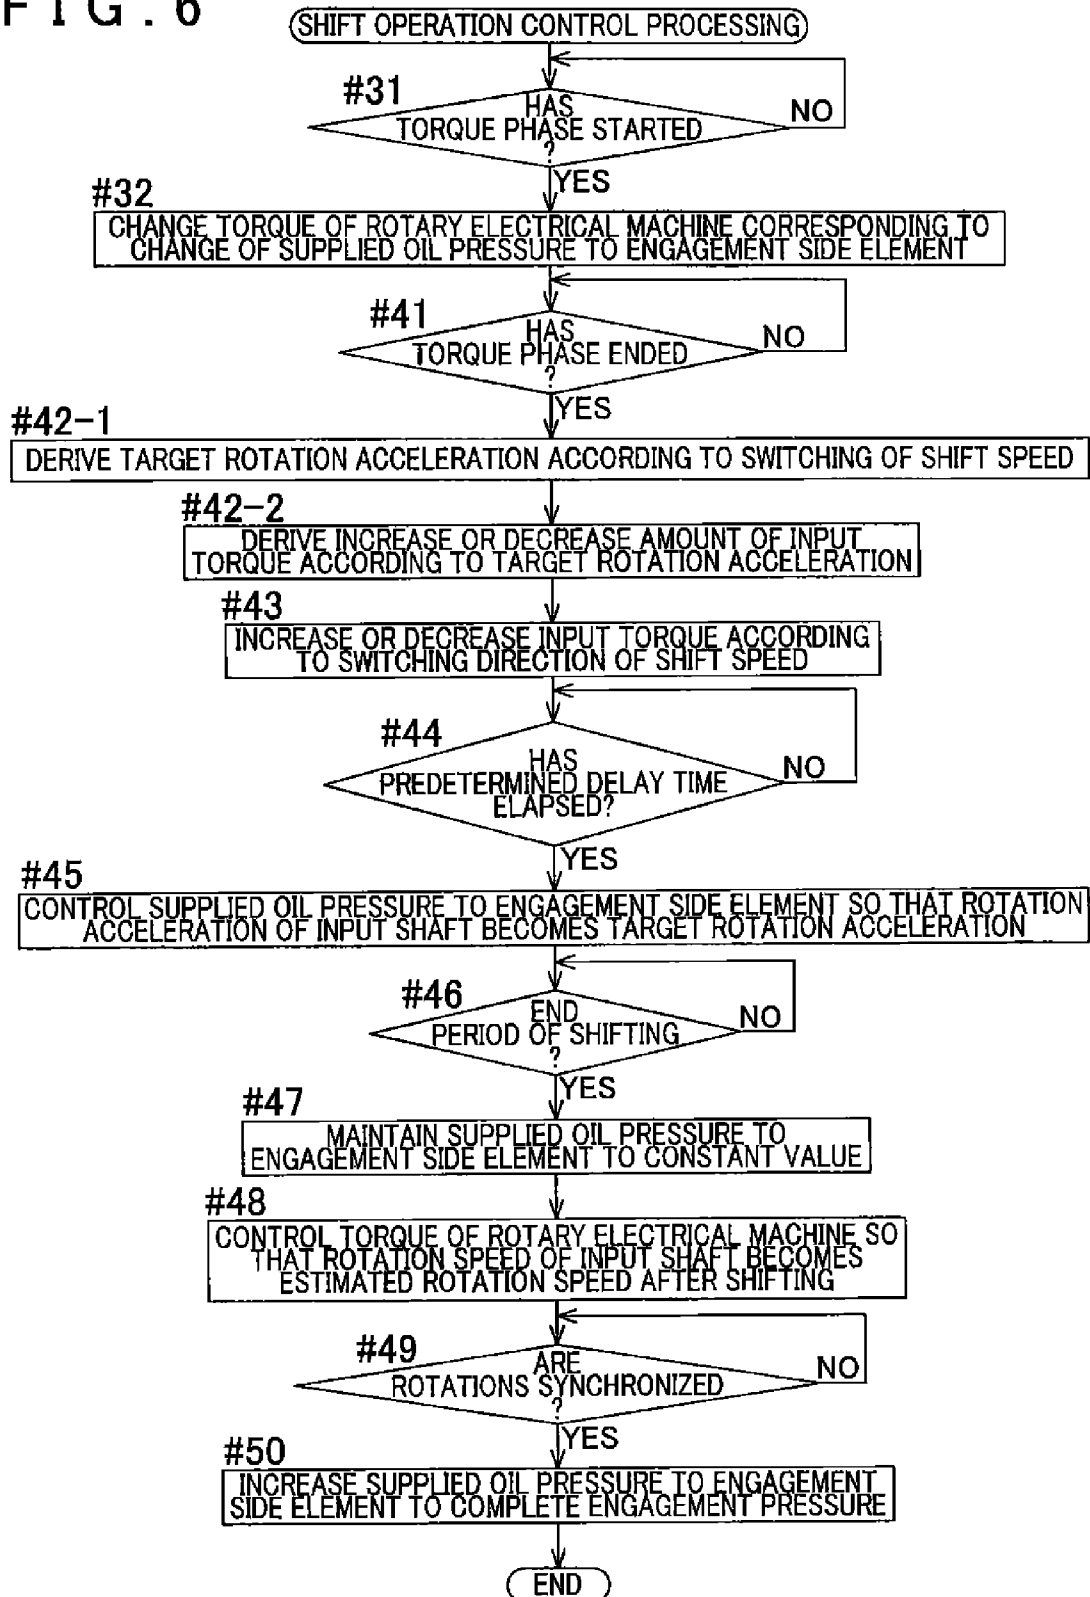 FIG.6
SHIFT OPERATION CONTROL PROCESSING
#31
HAS
TORQUE PHASE STARTED
?
NO
YES
#32
CHANGE TORQUE OF ROTARY ELECTRICAL MACHINE CORRESPONDING TO
CHANGE OF SUPPLIED OIL PRESSURE TO ENGAGEMENT SIDE ELEMENT
#41
HAS
TORQUE PHASE ENDED
?
NO
YES
#42-1
DERIVE TARGET ROTATION ACCELERATION ACCORDING TO SWITCHING OF SHIFT SPEED
#42-2
DERIVE INCREASE OR DECREASE AMOUNT OF INPUT
TORQUE ACCORDING TO TARGET ROTATION ACCELERATION
#43
INCREASE OR DECREASE INPUT TORQUE ACCORDING
TO SWITCHING DIRECTION OF SHIFT SPEED
#44
HAS
PREDETERMINED DELAY TIME
ELAPSED?
NO
YES
#45
CONTROL SUPPLIED OIL PRESSURE TO ENGAGEMENT SIDE ELEMENT SO THAT ROTATION
ACCELERATION OF INPUT SHAFT BECOMES TARGET ROTATION ACCELERATION
#46
END
PERIOD OF SHIFTING
?
NO
YES
#47
MAINTAIN SUPPLIED OIL PRESSURE TO
ENGAGEMENT SIDE ELEMENT TO CONSTANT VALUE
#48
CONTROL TORQUE OF ROTARY ELECTRICAL MACHINE SO
THAT ROTATION SPEED OF INPUT SHAFT BECOMES
ESTIMATED ROTATION SPEED AFTER SHIFTING
#49
ARE
ROTATIONS SYNCHRONIZED
?
NO
YES
#50
INCREASE SUPPLIED OIL PRESSURE TO ENGAGEMENT
SIDE ELEMENT TO COMPLETE ENGAGEMENT PRESSURE
END